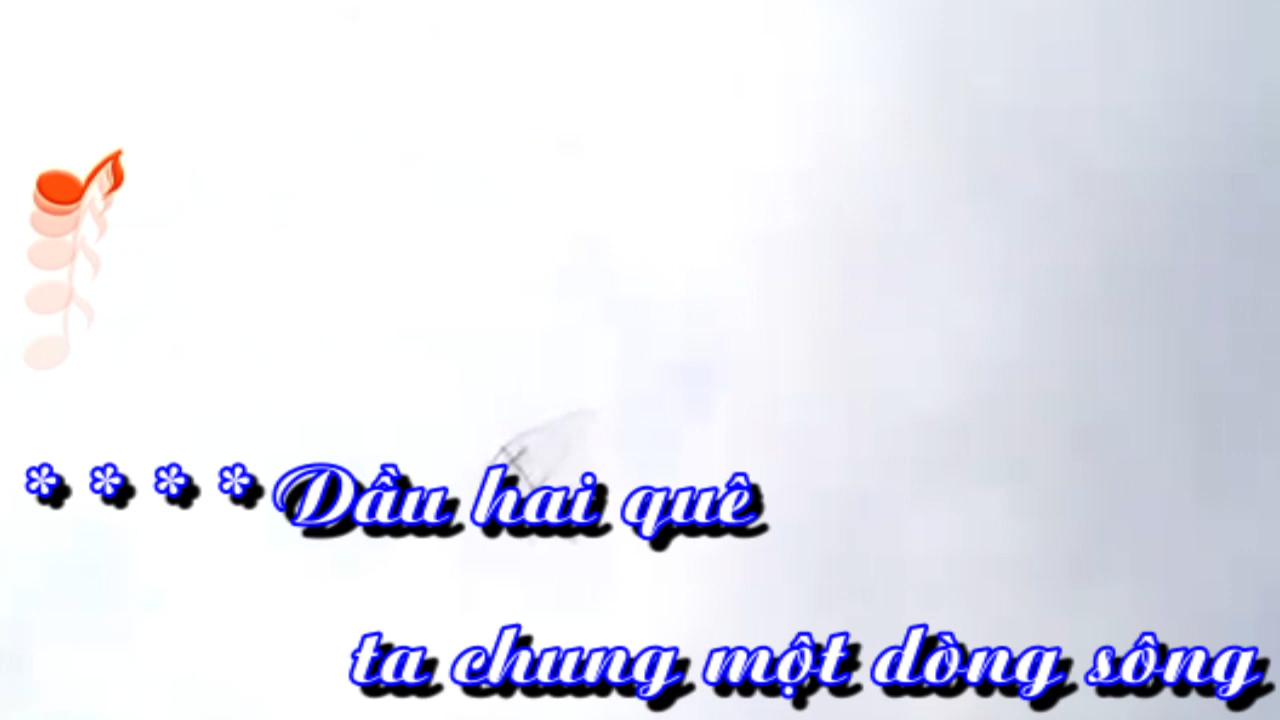 * * * * Dầu hai quê
ta chung một dòng sông